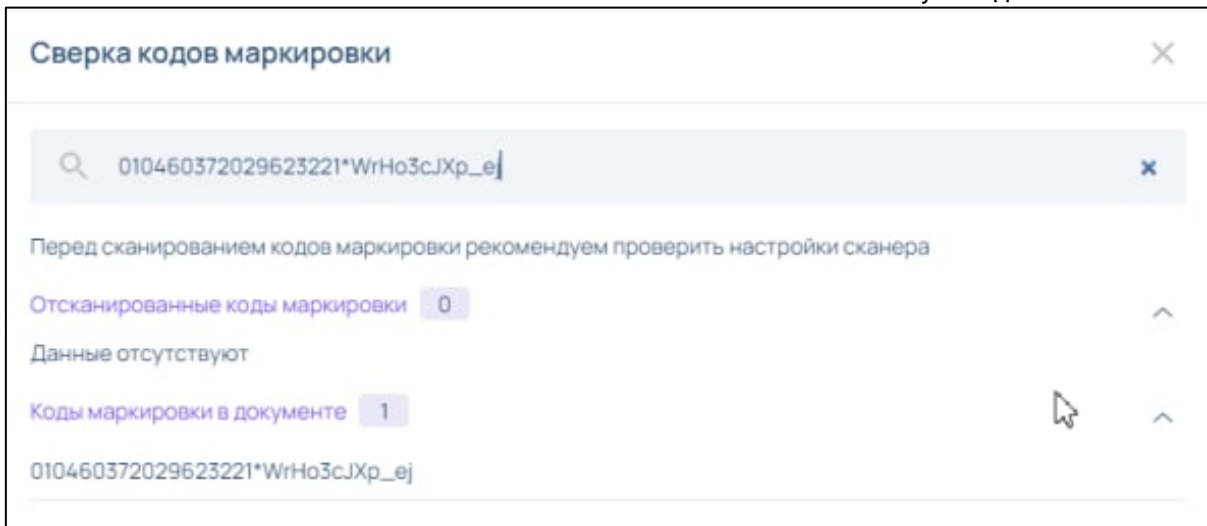 Сверка кодов маркировки
010460372029623221*WrHo3cJXp_ej
Перед сканированием кодов маркировки рекомендуем проверить настройки сканера
Отсканированные коды маркировки 0
Данные отсутствуют
Коды маркировки в документе 1
010460372029623221*WrHo3cJXp_ej